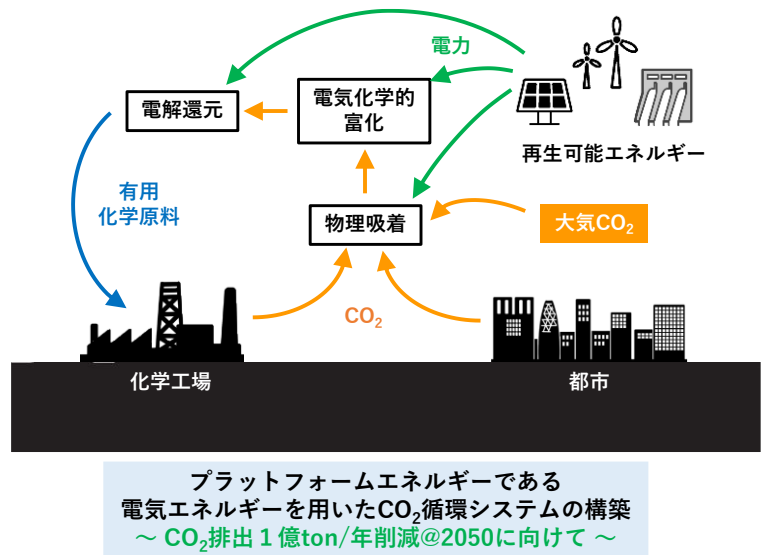 電力
電解還元
電気化学的
富化
再生可能エネルギー
有用
化学原料
物理吸着
大気CO₂
CO₂
化学工場
都市
プラットフォームエネルギーである
電気エネルギーを用いたCO₂循環システムの構築
～ CO₂排出１億ton/年削減@2050に向けて ～